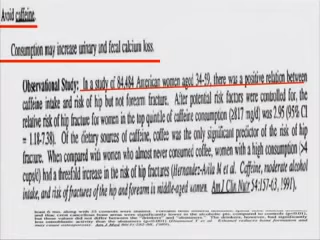 Avoid caffeine.
Consumption may increase urinary and fecal calcium loss.
Observational Study: In a study of 84,484 American women aged 34-59, there was a positive relation between
caffeine intake and risk of hip but not forearm fracture. After potential risk factors were controlled for, the
relative risk of hip fracture for women in the top quantile of caffeine consumption (≥817 mg/d) was 2.95 (95% CI
= 1.18-7.38). Of the dietary sources of caffeine, coffee was the only significant predictor of the risk of hip
fracture. When compared with women who almost never consumed coffee, women with a high consumption >4
cups/d) had a threefold increase in the risk of hip fractures (Hernandez-Avila M et al. Caffeine, moderate alcohol
intake, and risk of fractures of the hip and forearm in middle-aged women. Am J Clin Nutr 54:157-63, 1991).